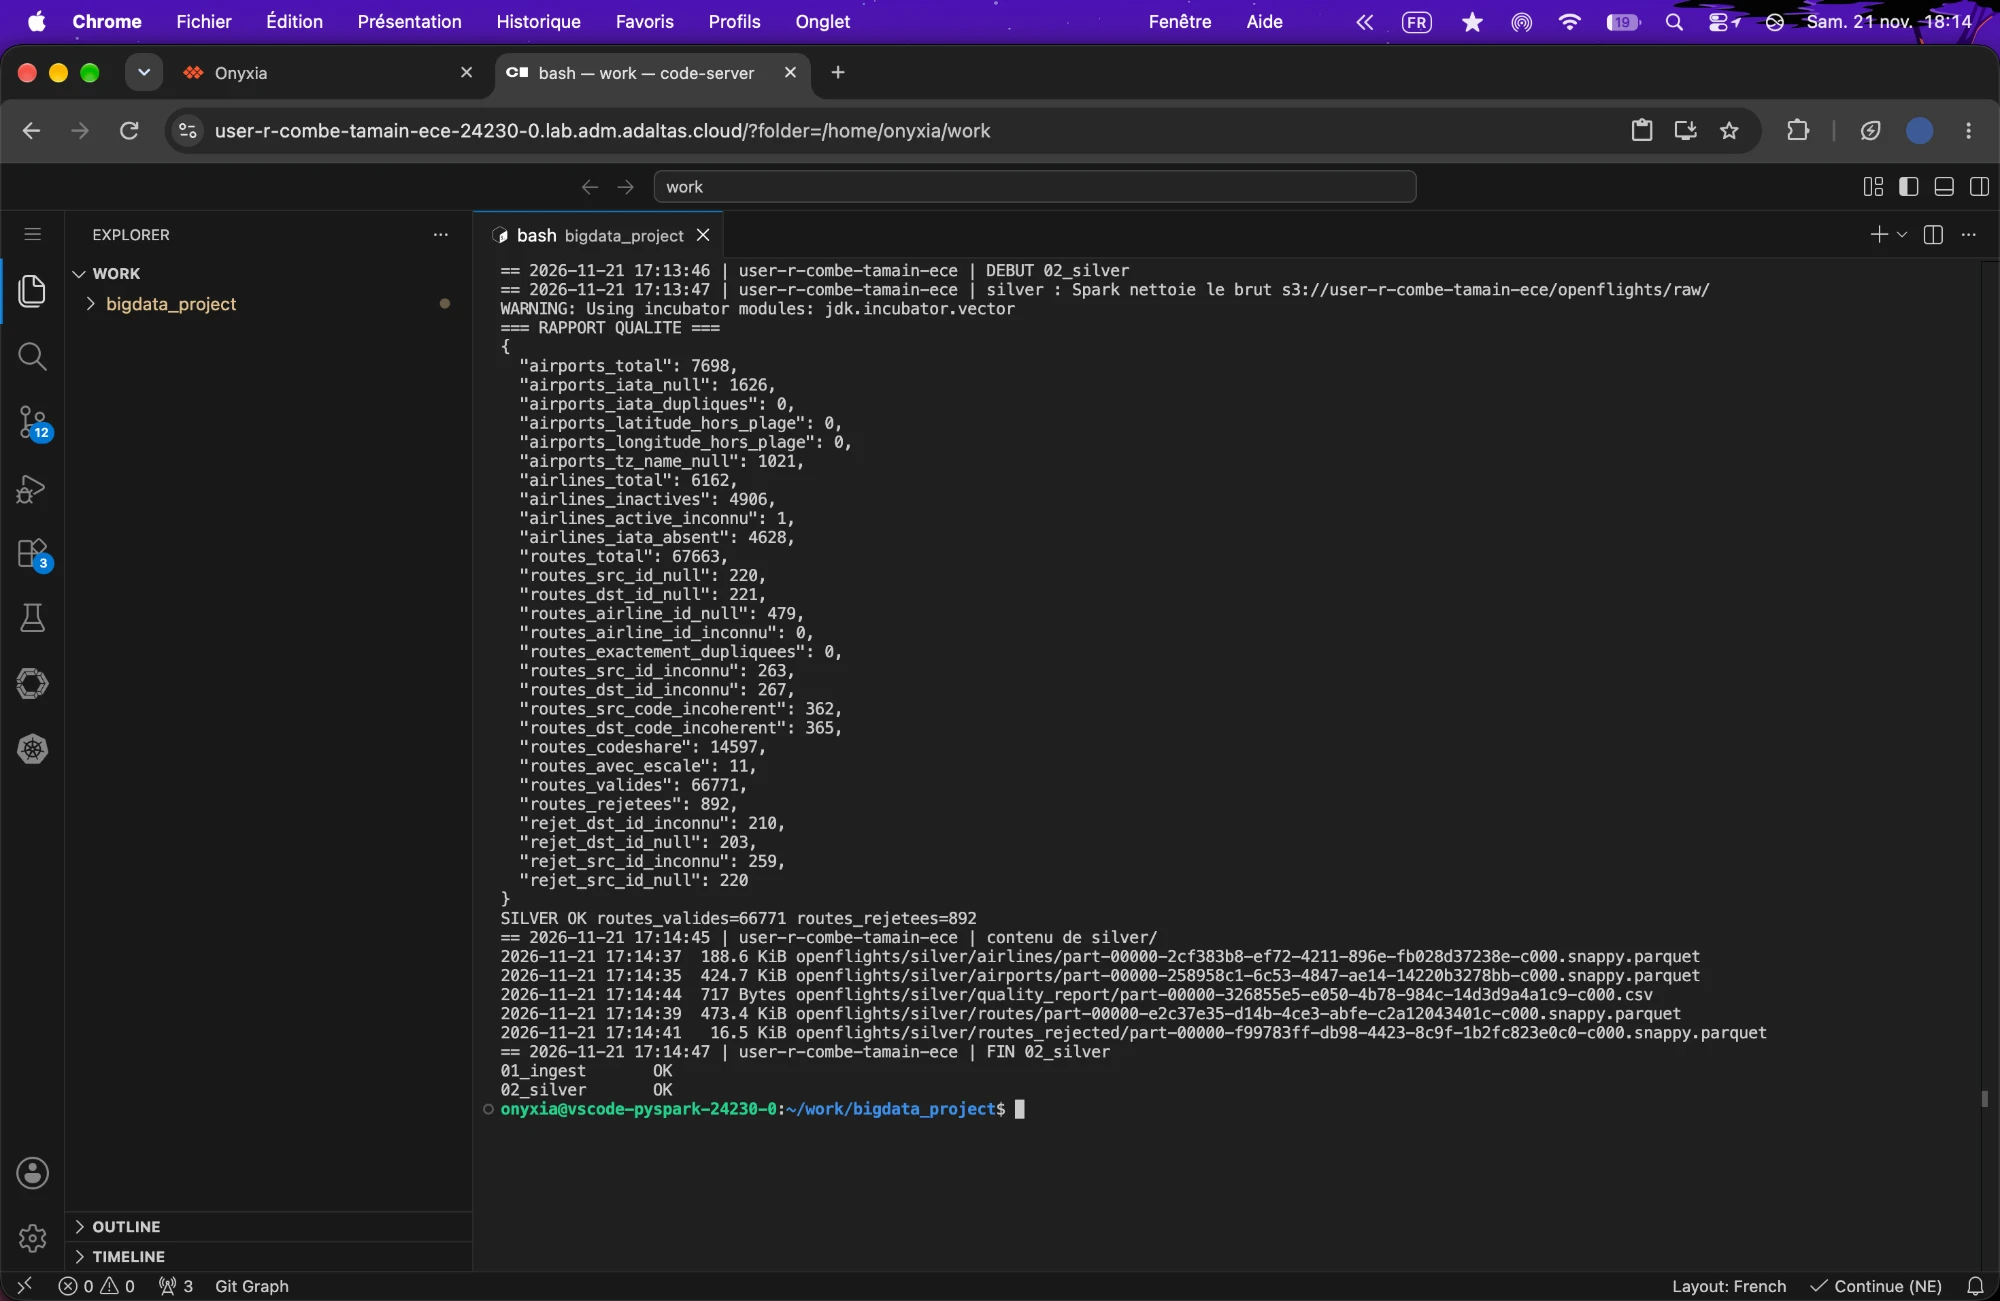 Chrome Fichier Édition Présentation Historique Favoris Profils Onglet Fenêtre Aide FR 19 Sam. 21 nov. 18:14
Onyxia bash — work — code-server
user-r-combe-tamain-ece-24230-0.lab.adm.adaltas.cloud/?folder=/home/onyxia/work
work
EXPLORER
bash bigdata_project
WORK
bigdata_project
12
3
== 2026-11-21 17:13:46 | user-r-combe-tamain-ece | DEBUT 02_silver
== 2026-11-21 17:13:47 | user-r-combe-tamain-ece | silver : Spark nettoie le brut s3://user-r-combe-tamain-ece/openflights/raw/
WARNING: Using incubator modules: jdk.incubator.vector
=== RAPPORT QUALITE ===
{
"airports_total": 7698,
"airports_iata_null": 1626,
"airports_iata_dupliques": 0,
"airports_latitude_hors_plage": 0,
"airports_longitude_hors_plage": 0,
"airports_tz_name_null": 1021,
"airlines_total": 6162,
"airlines_inactives": 4906,
"airlines_active_inconnu": 1,
"airlines_iata_absent": 4628,
"routes_total": 67663,
"routes_src_id_null": 220,
"routes_dst_id_null": 221,
"routes_airline_id_null": 479,
"routes_airline_id_inconnu": 0,
"routes_exactement_dupliquees": 0,
"routes_src_id_inconnu": 263,
"routes_dst_id_inconnu": 267,
"routes_src_code_incoherent": 362,
"routes_dst_code_incoherent": 365,
"routes_codeshare": 14597,
"routes_avec_escale": 11,
"routes_valides": 66771,
"routes_rejetees": 892,
"rejet_dst_id_inconnu": 210,
"rejet_dst_id_null": 203,
"rejet_src_id_inconnu": 259,
"rejet_src_id_null": 220
}
SILVER OK routes_valides=66771 routes_rejetees=892
== 2026-11-21 17:14:45 | user-r-combe-tamain-ece | contenu de silver/
2026-11-21 17:14:37 188.6 KiB openflights/silver/airlines/part-00000-2cf383b8-ef72-4211-896e-fb028d37238e-c000.snappy.parquet
2026-11-21 17:14:35 424.7 KiB openflights/silver/airports/part-00000-258958c1-6c53-4847-ae14-14220b3278bb-c000.snappy.parquet
2026-11-21 17:14:44 717 Bytes openflights/silver/quality_report/part-00000-326855e5-e050-4b78-984c-14d3d9a4a1c9-c000.csv
2026-11-21 17:14:39 473.4 KiB openflights/silver/routes/part-00000-e2c37e35-d14b-4ce3-abfe-c2a12043401c-c000.snappy.parquet
2026-11-21 17:14:41 16.5 KiB openflights/silver/routes_rejected/part-00000-f99783ff-db98-4423-8c9f-1b2fc823e0c0-c000.snappy.parquet
== 2026-11-21 17:14:47 | user-r-combe-tamain-ece | FIN 02_silver
01_ingest OK
02_silver OK
onyxia@vscode-pyspark-24230-0:~/work/bigdata_project$
OUTLINE
TIMELINE
0 0 3 Git Graph Layout: French Continue (NE)